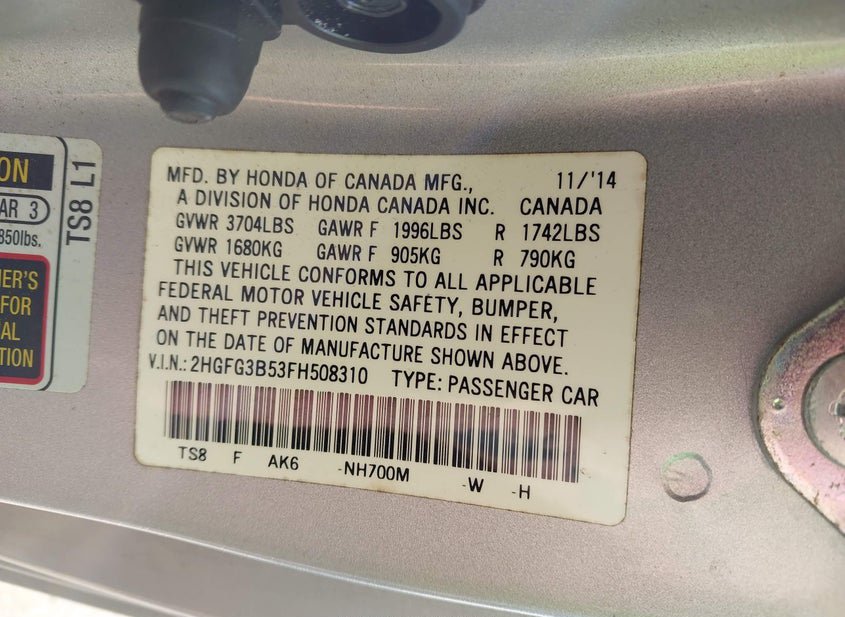 ON
AR 3
850lbs.
TS8 L1
ER'S
FOR
AL
TION
MFD. BY HONDA OF CANADA MFG., 11/'14
A DIVISION OF HONDA CANADA INC. CANADA
GVWR 3704LBS GAWR F 1996LBS R 1742LBS
GVWR 1680KG GAWR F 905KG R 790KG
THIS VEHICLE CONFORMS TO ALL APPLICABLE
FEDERAL MOTOR VEHICLE SAFETY, BUMPER,
AND THEFT PREVENTION STANDARDS IN EFFECT
ON THE DATE OF MANUFACTURE SHOWN ABOVE.
V.I.N.: 2HGFG3B53FH508310 TYPE: PASSENGER CAR
TS8 F AK6 -NH700M -W -H